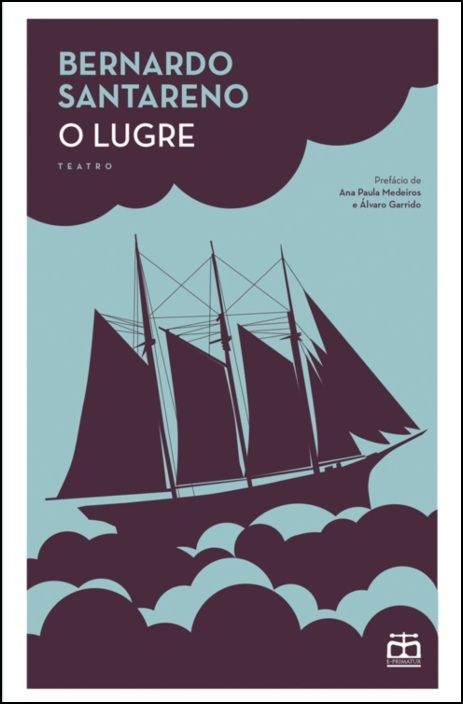 BERNARDO
SANTARENO
O LUGRE
TEATRO
Prefácio de
Ana Paula Medeiros
e Álvaro Garrido
E-PRIMATUR